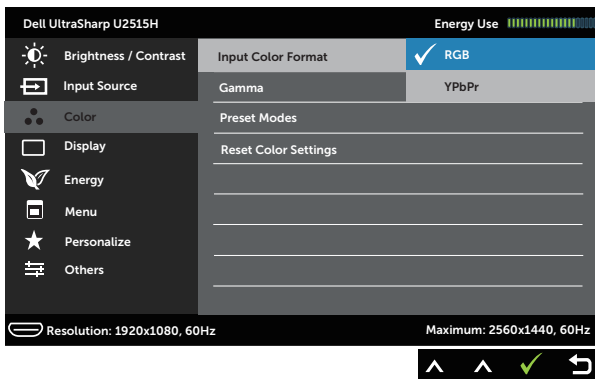 Dell UltraSharp U2515H
Energy Use
Brightness / Contrast
Input Color Format
RGB
Input Source
Gamma
YPbPr
Color
Preset Modes
Display
Reset Color Settings
Energy
Menu
Personalize
Others
Resolution: 1920x1080, 60Hz
Maximum: 2560x1440, 60Hz